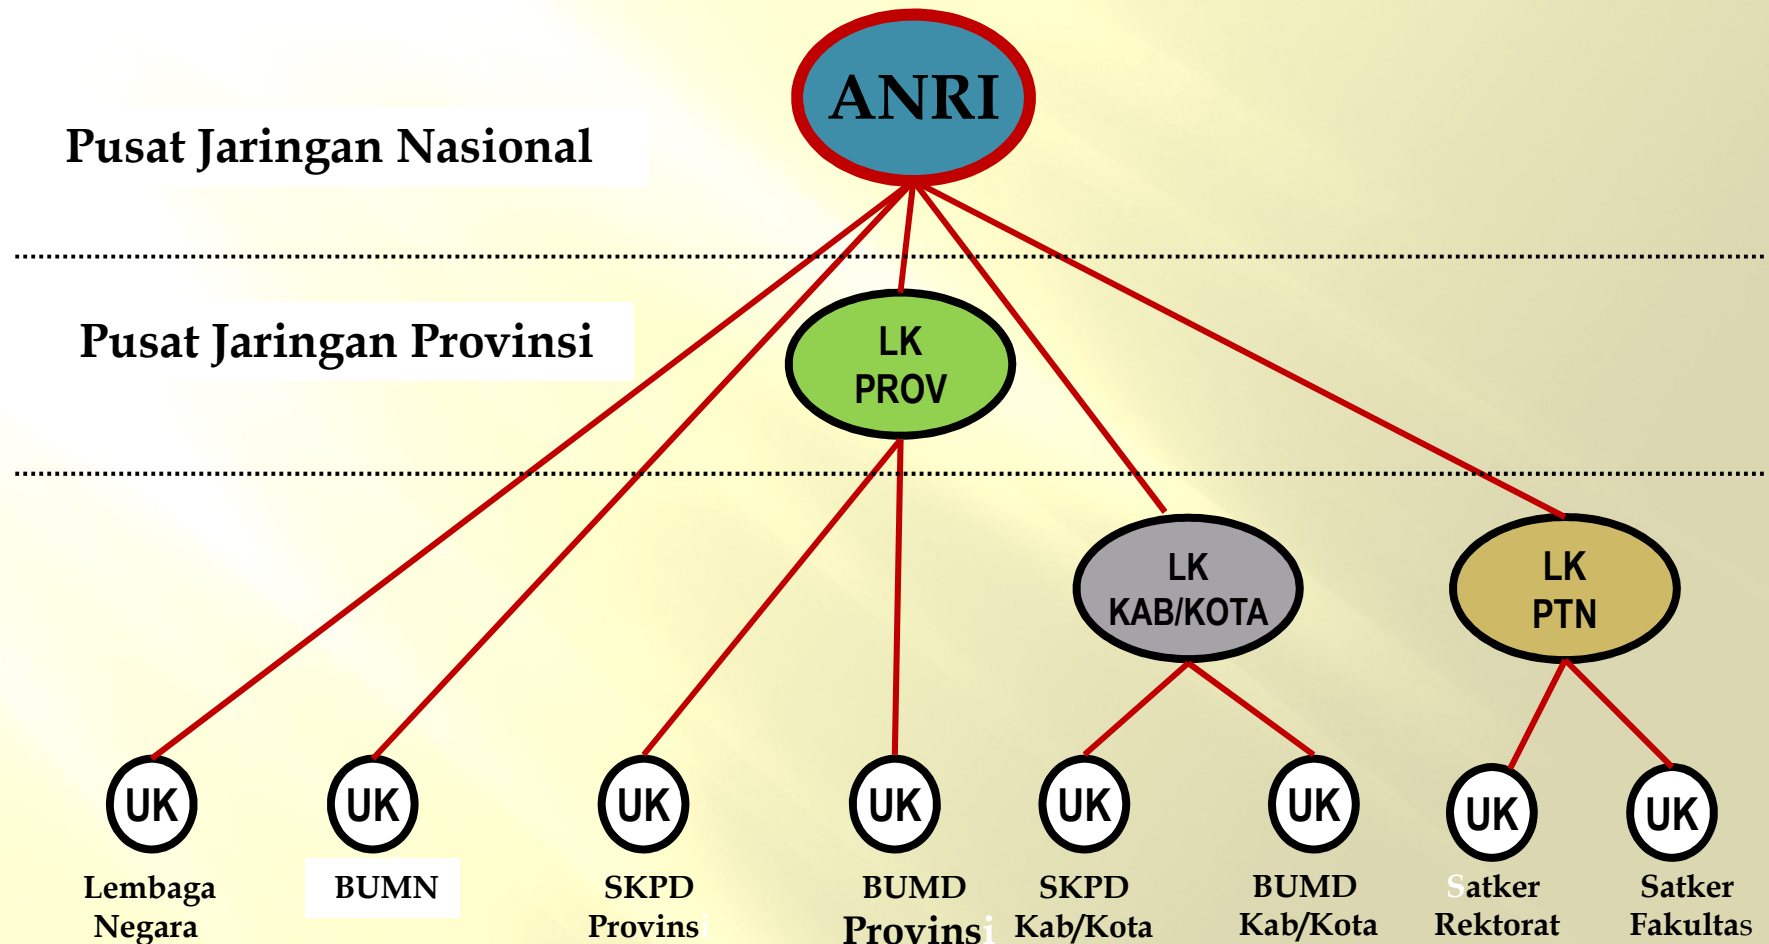 ANRI
Pusat Jaringan Nasional
Pusat Jaringan Provinsi
LK
PROV
LK
KAB/KOTA
LK
PTN
UK
UK
UK
UK
UK
UK
UK
UK
Lembaga
Negara
BUMN
SKPD
Provinsi
BUMD
Provinsi
SKPD
Kab/Kota
BUMD
Kab/Kota
Satker
Rektorat
Satker
Fakultas